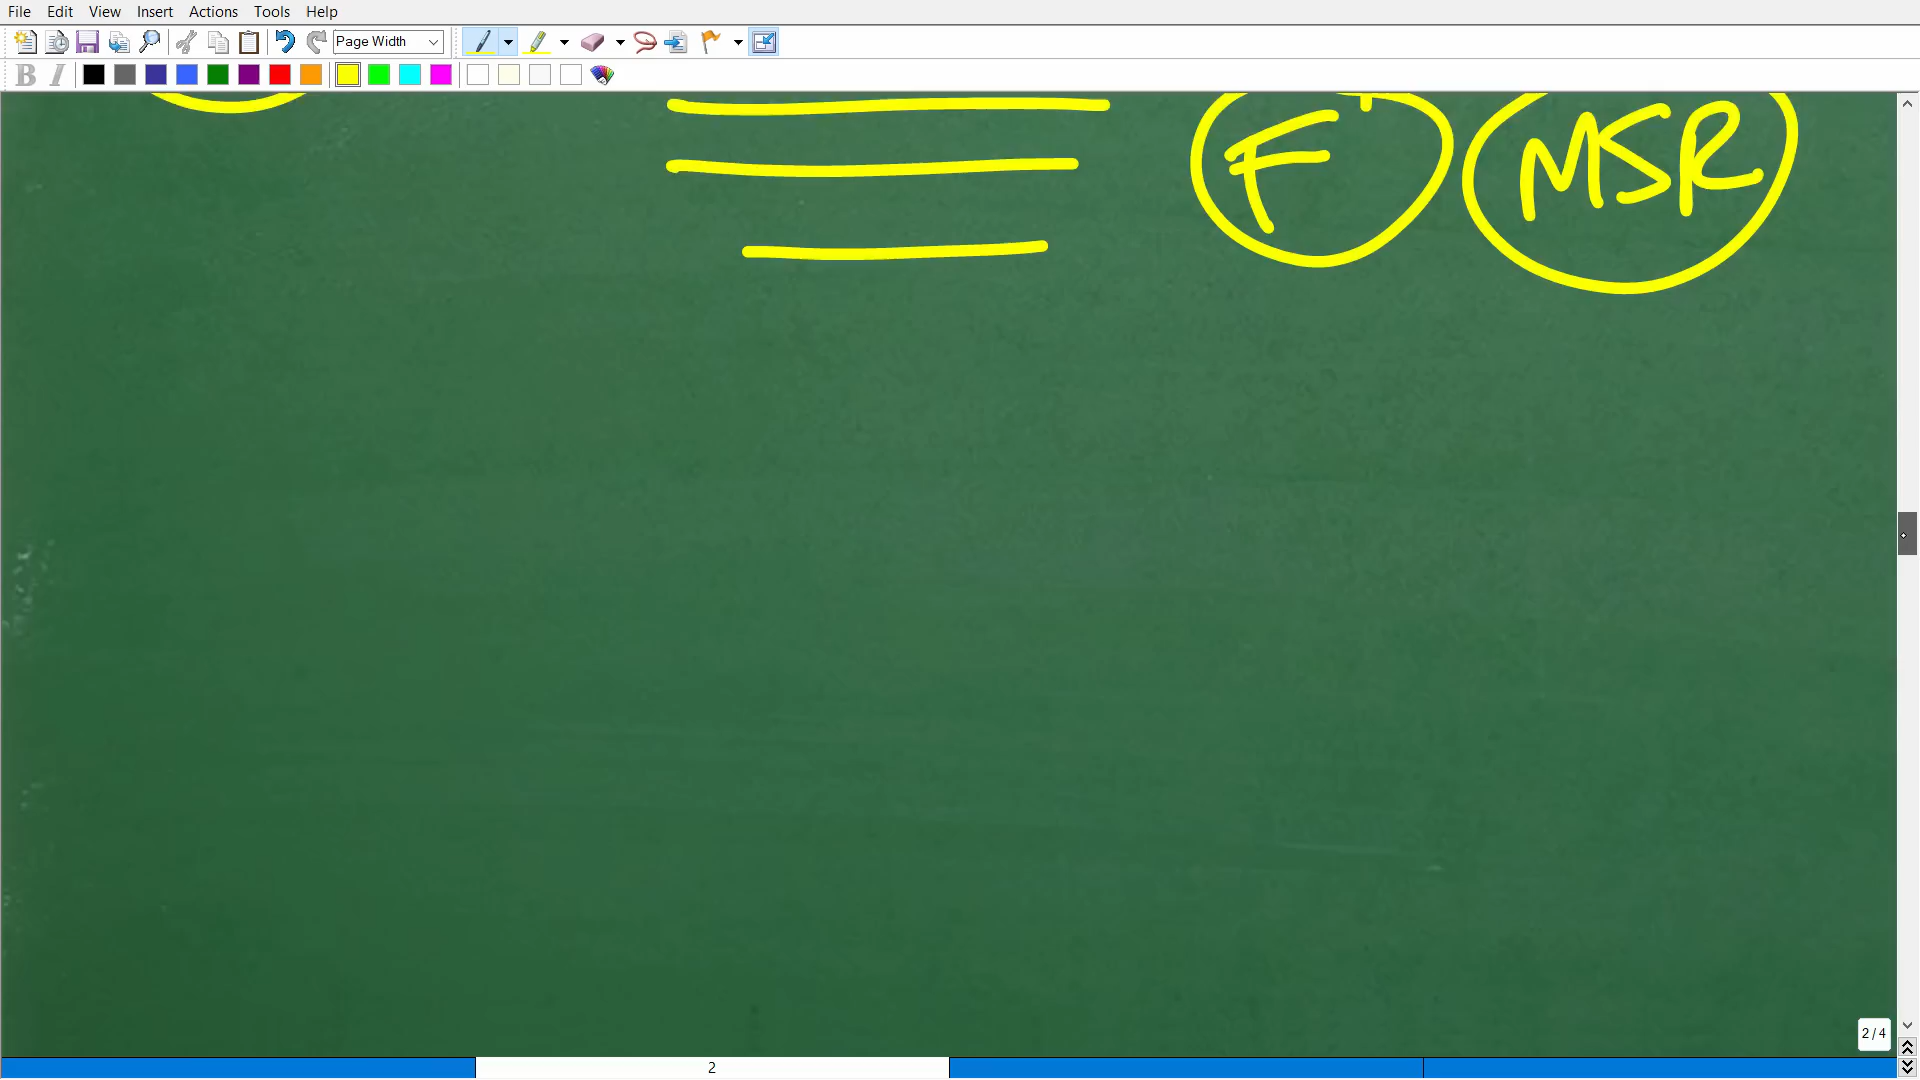 File Edit View Insert Actions Tools Help
Page Width
B I
F MSR
2 / 4
2